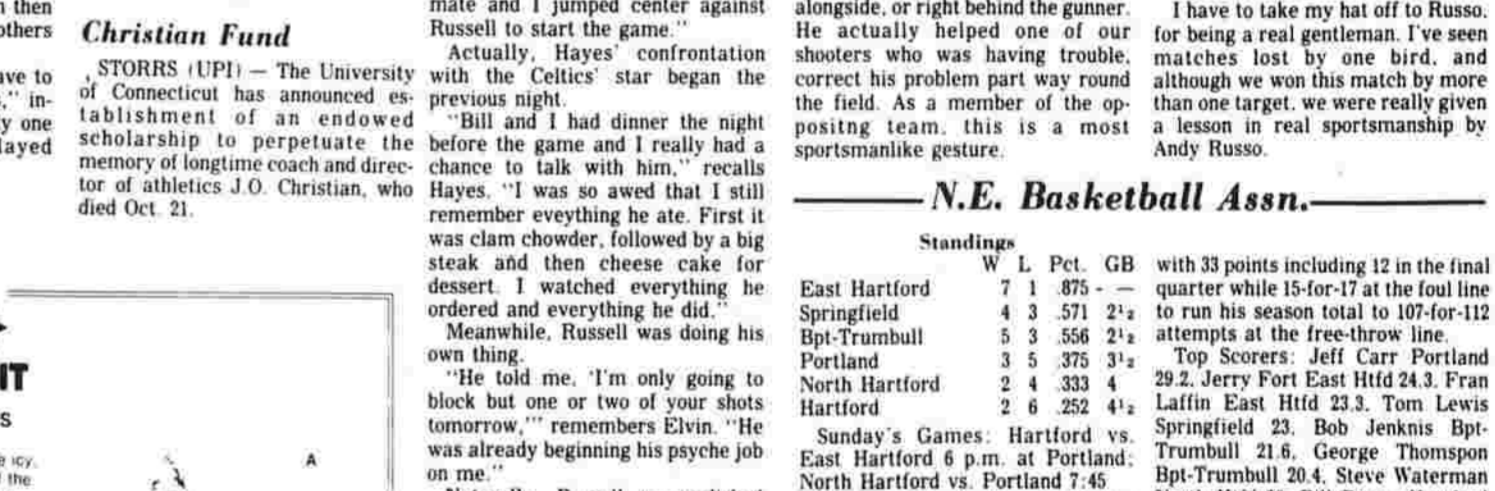 n then
others
ave to
," in-
y one
layed
Christian Fund
STORRS (UPI) — The University
of Connecticut has announced es-
tablishment of an endowed
scholarship to perpetuate the
memory of longtime coach and direc-
tor of athletics J.O. Christian, who
died Oct. 21.
IT
S
e icy.
the
A
mate and I jumped center against
Russell to start the game."
Actually, Hayes' confrontation
with the Celtics' star began the
previous night.
"Bill and I had dinner the night
before the game and I really had a
chance to talk with him," recalls
Hayes. "I was so awed that I still
remember eveything he ate. First it
was clam chowder, followed by a big
steak and then cheese cake for
dessert. I watched everything he
ordered and everything he did."
Meanwhile, Russell was doing his
own thing.
"He told me, 'I'm only going to
block but one or two of your shots
tomorrow,'" remembers Elvin. "He
was already beginning his psyche job
on me."
alongside, or right behind the gunner.
He actually helped one of our
shooters who was having trouble,
correct his problem part way round
the field. As a member of the op-
positng team, this is a most
sportsmanlike gesture.
I have to take my hat off to Russo,
for being a real gentleman. I've seen
matches lost by one bird, and
although we won this match by more
than one target, we were really given
a lesson in real sportsmanship by
Andy Russo.
N.E. Basketball Assn.
Standings
W L Pct. GB
East Hartford 7 1 .875 - —
Springfield 4 3 .571 2½
Bpt-Trumbull 5 3 .556 2½
Portland 3 5 .375 3½
North Hartford 2 4 .333 4
Hartford 2 6 .252 4½
Sunday's Games: Hartford vs.
East Hartford 6 p.m. at Portland;
North Hartford vs. Portland 7:45
with 33 points including 12 in the final
quarter while 15-for-17 at the foul line
to run his season total to 107-for-112
attempts at the free-throw line.
Top Scorers: Jeff Carr Portland
29.2, Jerry Fort East Htfd 24.3, Fran
Laffin East Htfd 23.3, Tom Lewis
Springfield 23, Bob Jenknis Bpt-
Trumbull 21.6, George Thomspon
Bpt-Trumbull 20.4, Steve Waterman